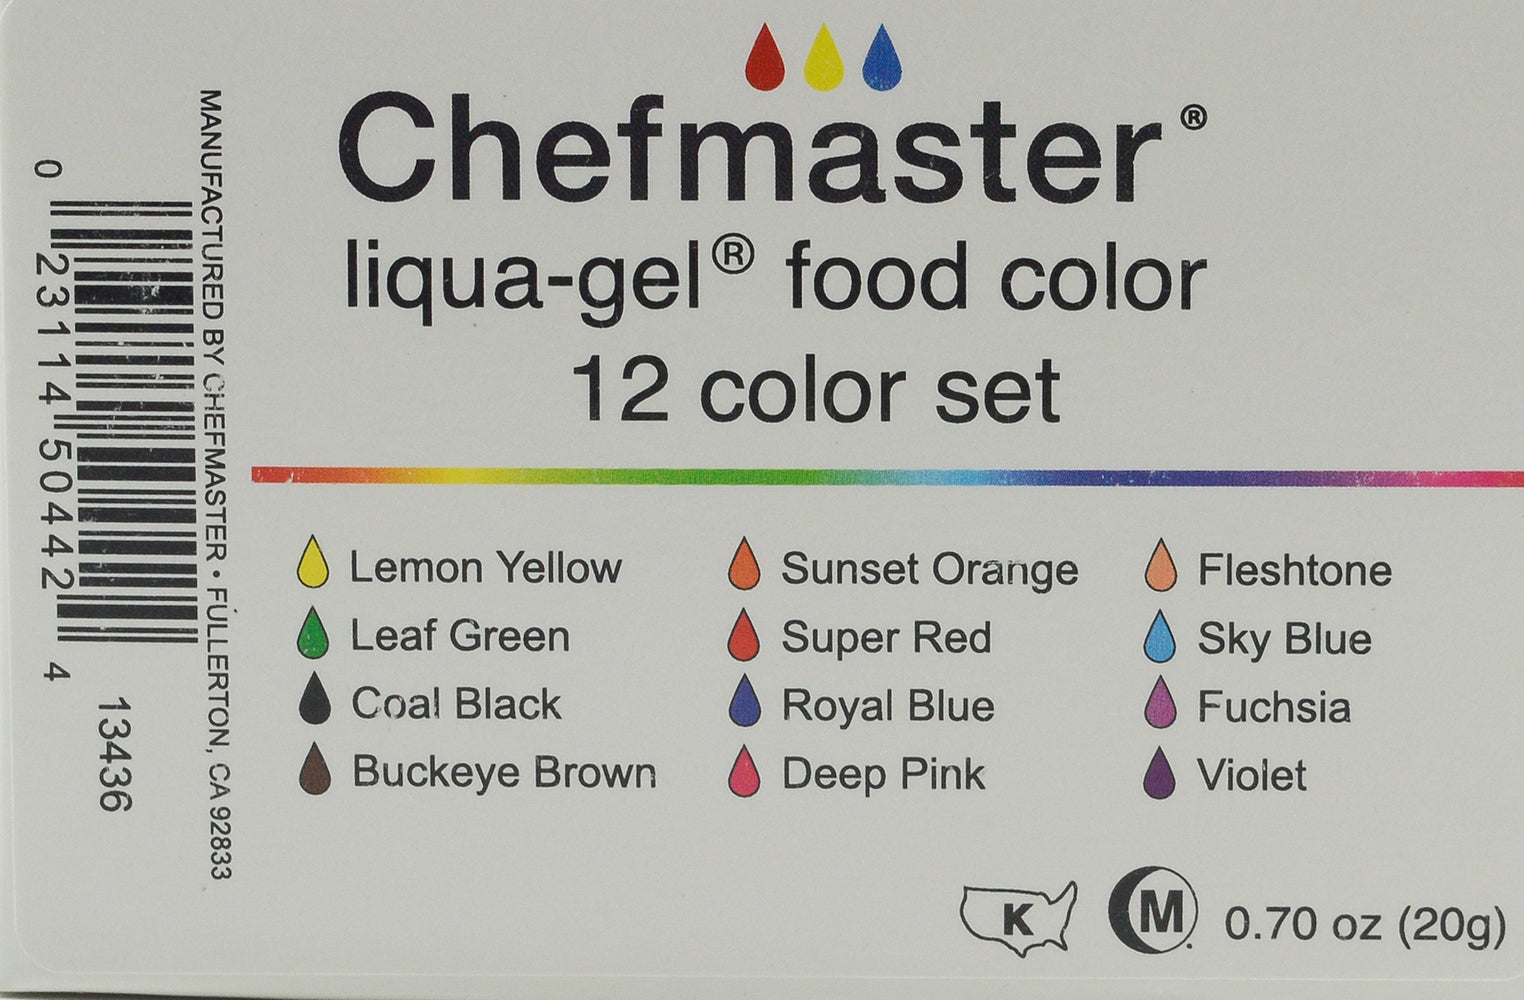 Chefmaster®
liqua-gel® food color
12 color set
Lemon Yellow
Leaf Green
Coal Black
Buckeye Brown
Sunset Orange
Super Red
Royal Blue
Deep Pink
Fleshtone
Sky Blue
Fuchsia
Violet
K
M
0.70 oz (20g)
MANUFACTURED BY CHEFMASTER • FULLERTON, CA 92833
0 23114 50442 4
13436